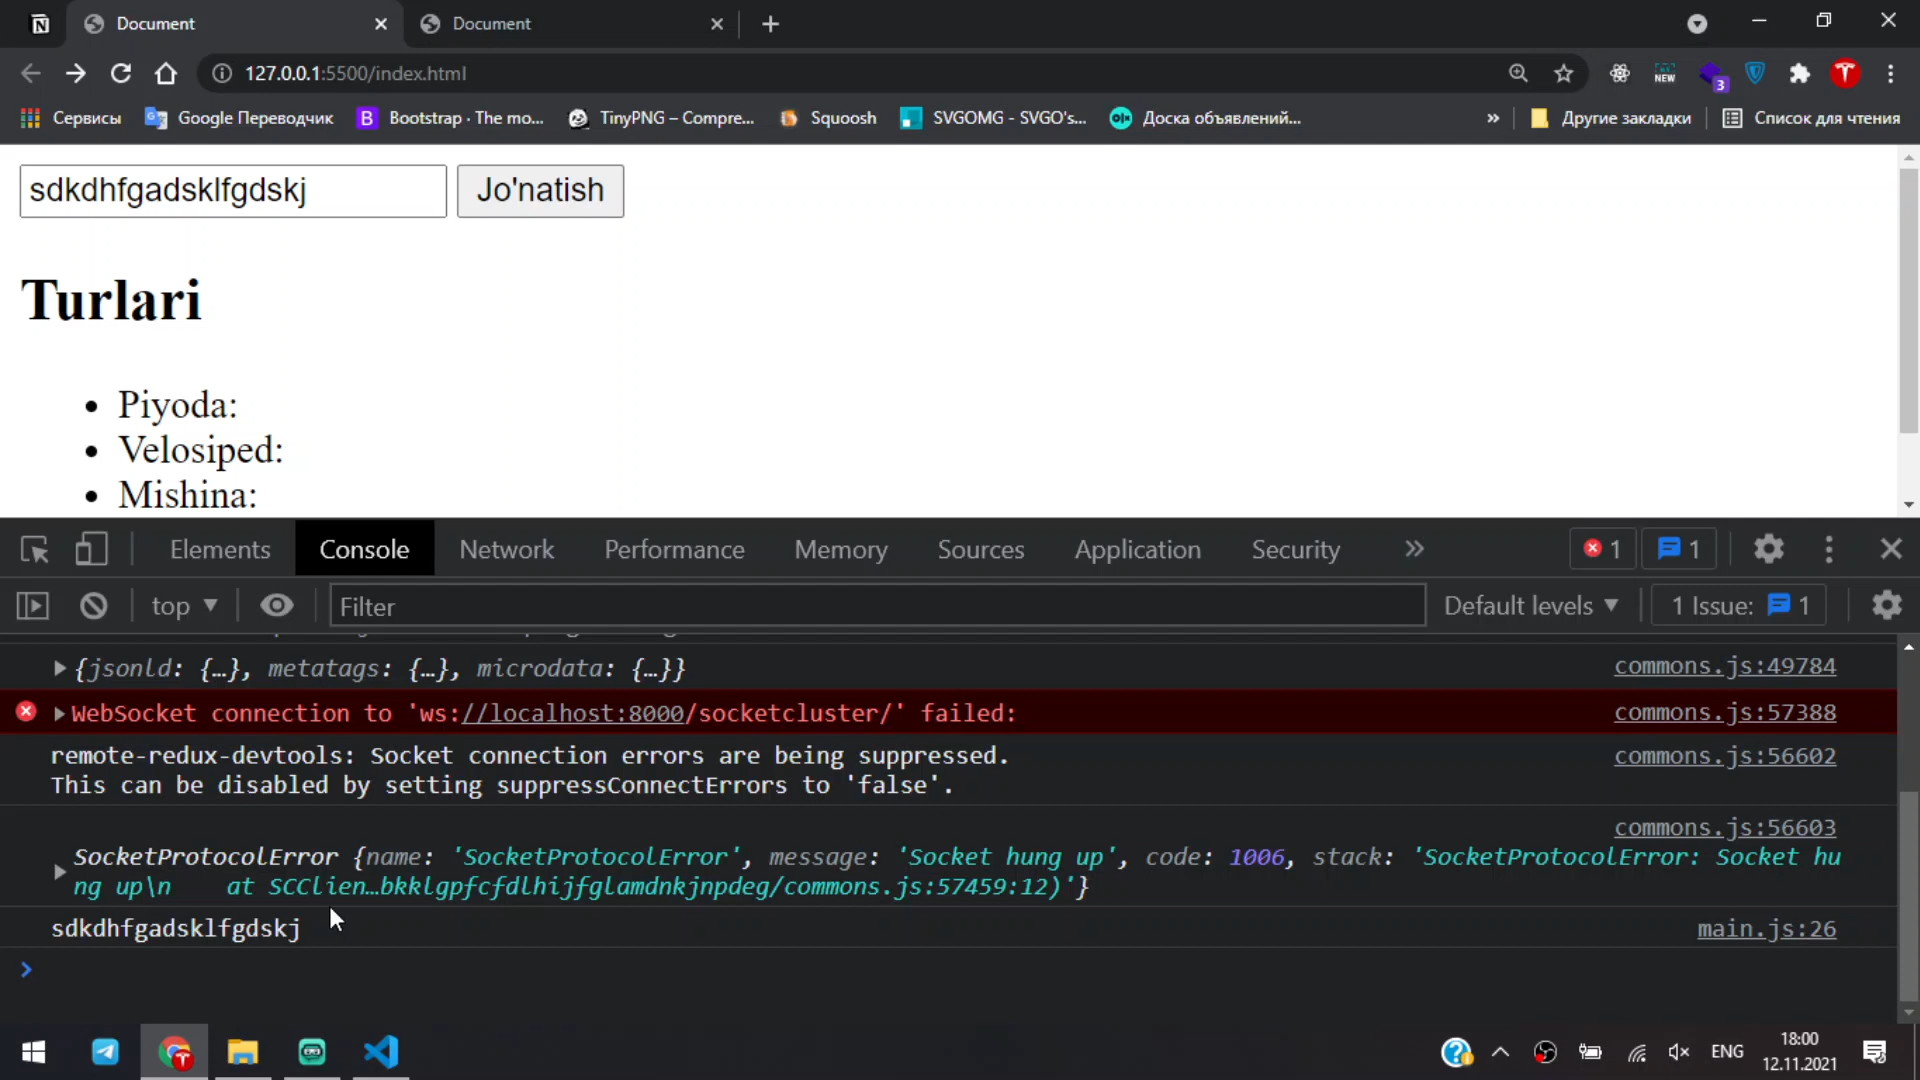 Document
Document
127.0.0.1:5500/index.html
NEW
3
Сервисы
Google Переводчик
Bootstrap · The mo...
TinyPNG – Compre...
Squoosh
SVGOMG - SVGO's...
Доска объявлений...
»
Другие закладки
Список для чтения
sdkdhfgadsklfgdskj
Jo'natish
Turlari
• Piyoda:
• Velosiped:
• Mishina:
Elements
Console
Network
Performance
Memory
Sources
Application
Security
»
1
1
top
Filter
Default levels
1 Issue: 1
{jsonld: {…}, metatags: {…}, microdata: {…}}
commons.js:49784
WebSocket connection to 'ws://localhost:8000/socketcluster/' failed:
commons.js:57388
remote-redux-devtools: Socket connection errors are being suppressed.
commons.js:56602
This can be disabled by setting suppressConnectErrors to 'false'.
commons.js:56603
SocketProtocolError {name: 'SocketProtocolError', message: 'Socket hung up', code: 1006, stack: 'SocketProtocolError: Socket hu
ng up\n    at SCClien…bkklgpfcfdlhijfglamdnkjnpdeg/commons.js:57459:12)'}
sdkdhfgadsklfgdskj
main.js:26
ENG
18:00
12.11.2021